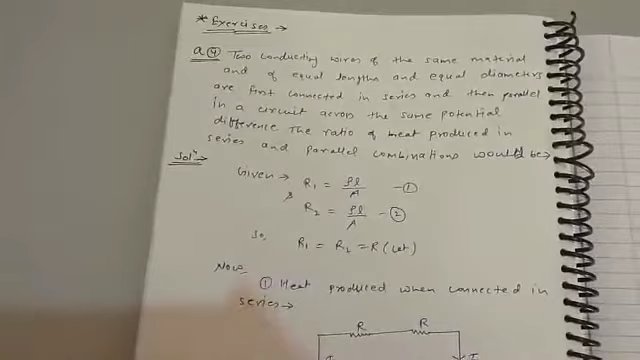 * Exercises →
Q④ Two conducting wires of the same material
and of equal lengths and equal diameters
are first connected in series and then parallel
in a circuit across the same potential
difference The ratio of heat produced in
series and parallel combinations would be →
Solⁿ →
Given → R₁ = ρl/A - ①
& R₂ = ρl/A - ②
So, R₁ = R₂ = R (Let)
Now,
① Heat produced when connected in
series →
R R
I